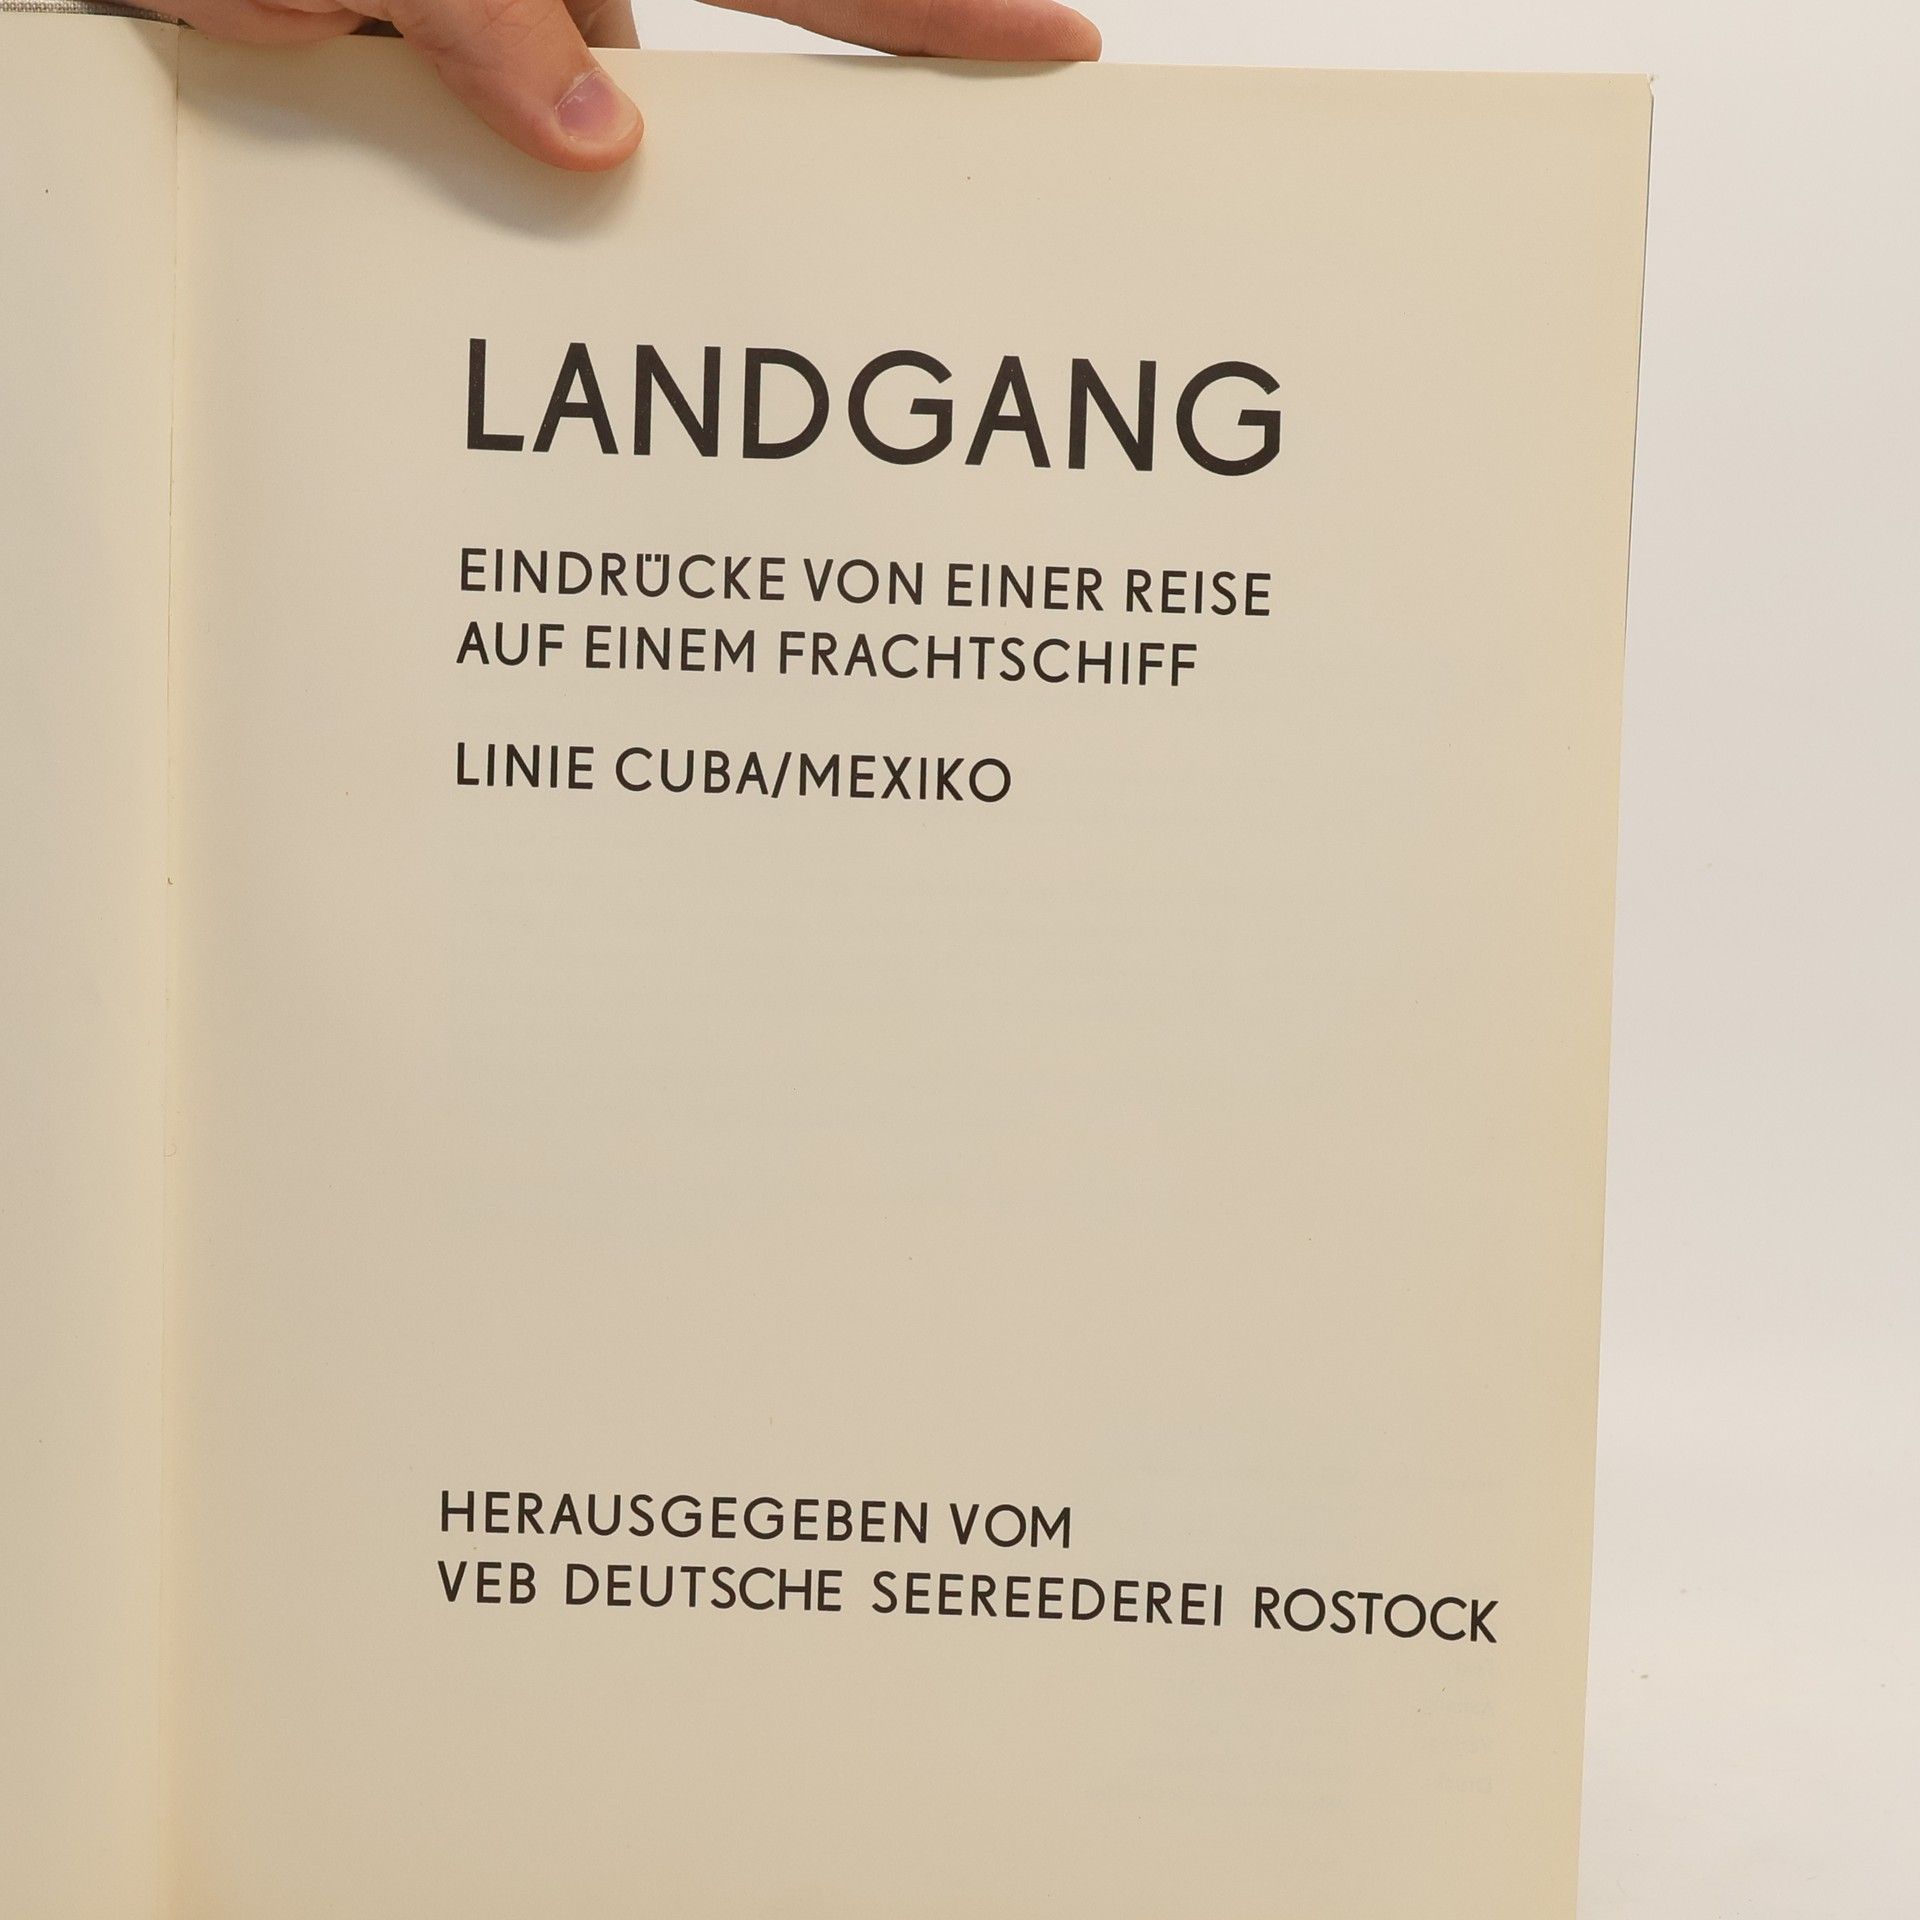 LANDGANG
EINDRÜCKE VON EINER REISE
AUF EINEM FRACHTSCHIFF
LINIE CUBA/MEXIKO
HERAUSGEGEBEN VOM
VEB DEUTSCHE SEEREEDEREI ROSTOCK